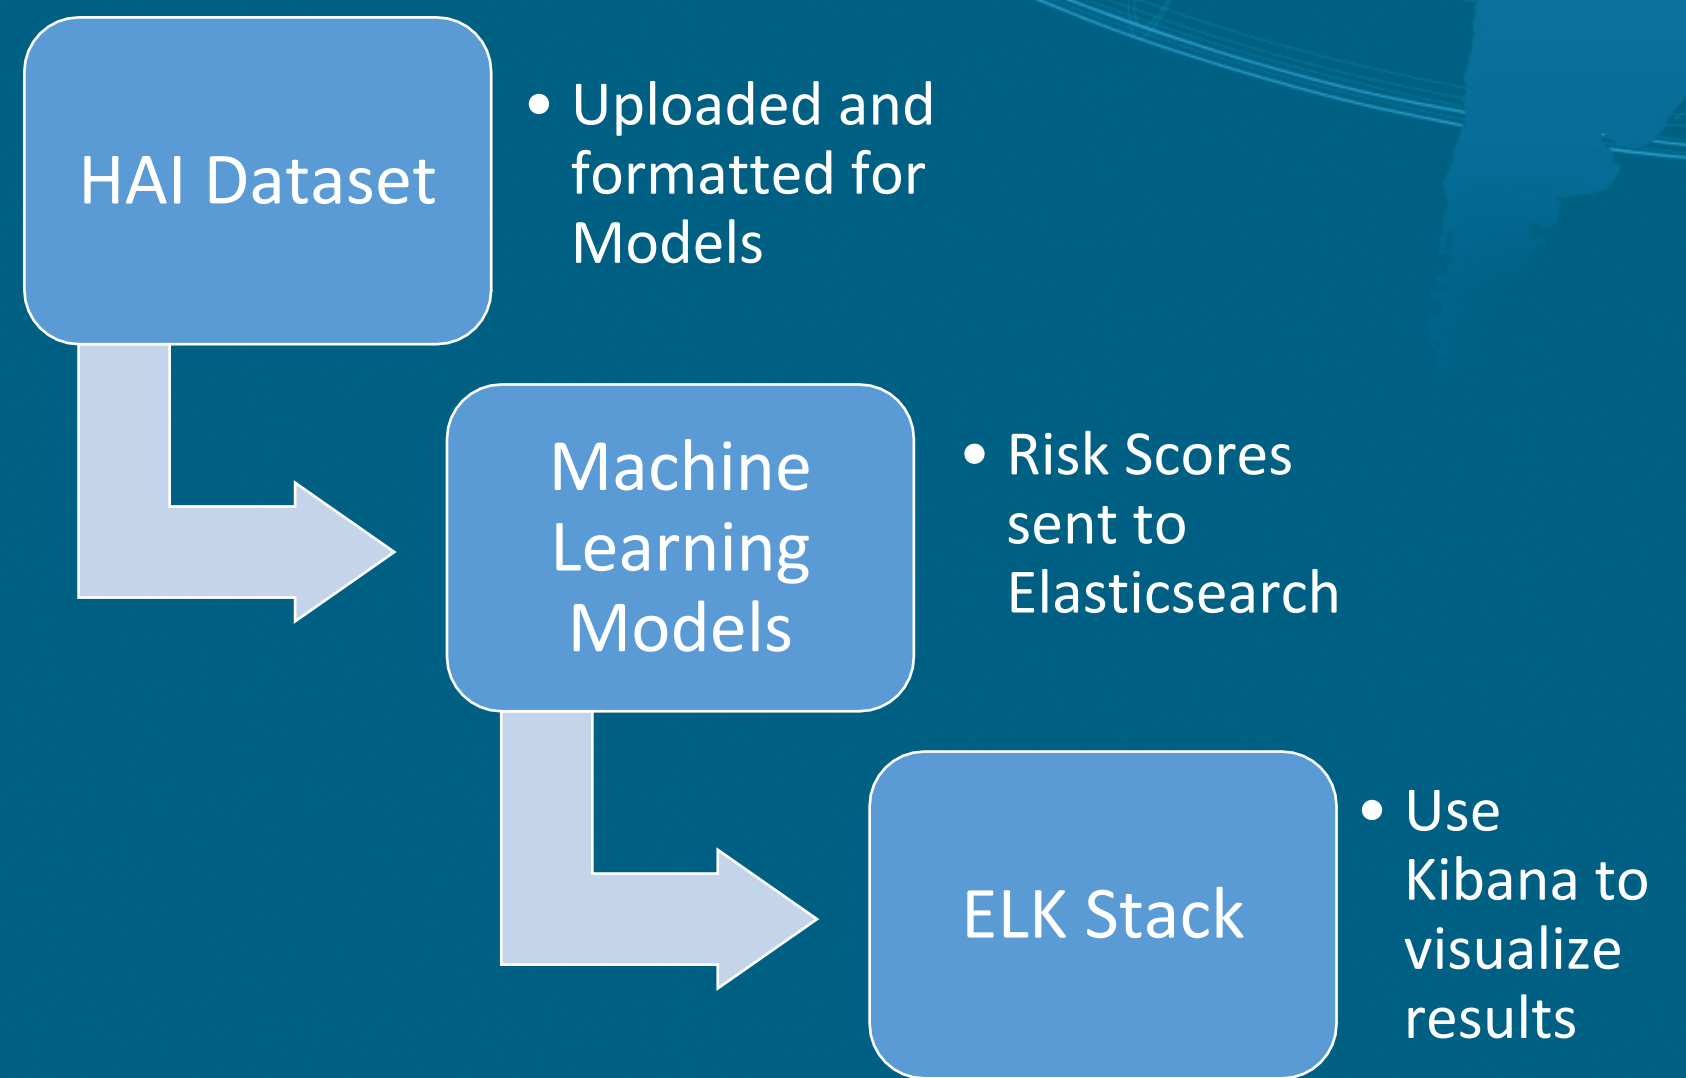 HAI Dataset
• Uploaded and
formatted for
Models
Machine
Learning
Models
• Risk Scores
sent to
Elasticsearch
ELK Stack
• Use
Kibana to
visualize
results